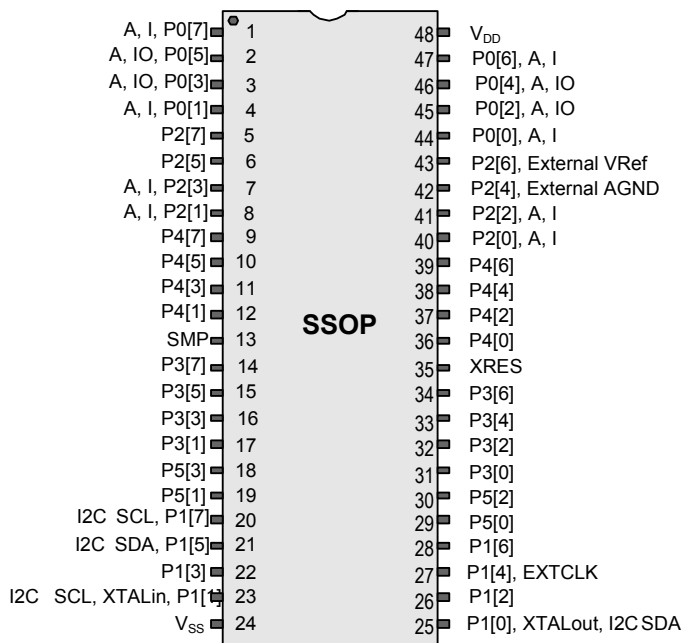 A, I, P0[7] 1 48 VDD
A, IO, P0[5] 2 47 P0[6], A, I
A, IO, P0[3] 3 46 P0[4], A, IO
A, I, P0[1] 4 45 P0[2], A, IO
P2[7] 5 44 P0[0], A, I
P2[5] 6 43 P2[6], External VRef
A, I, P2[3] 7 42 P2[4], External AGND
A, I, P2[1] 8 41 P2[2], A, I
P4[7] 9 40 P2[0], A, I
P4[5] 10 39 P4[6]
P4[3] 11 38 P4[4]
P4[1] 12 37 P4[2]
SSOP
SMP 13 36 P4[0]
P3[7] 14 35 XRES
P3[5] 15 34 P3[6]
P3[3] 16 33 P3[4]
P3[1] 17 32 P3[2]
P5[3] 18 31 P3[0]
P5[1] 19 30 P5[2]
I2C SCL, P1[7] 20 29 P5[0]
I2C SDA, P1[5] 21 28 P1[6]
P1[3] 22 27 P1[4], EXTCLK
I2C SCL, XTALin, P1[1] 23 26 P1[2]
VSS 24 25 P1[0], XTALout, I2C SDA